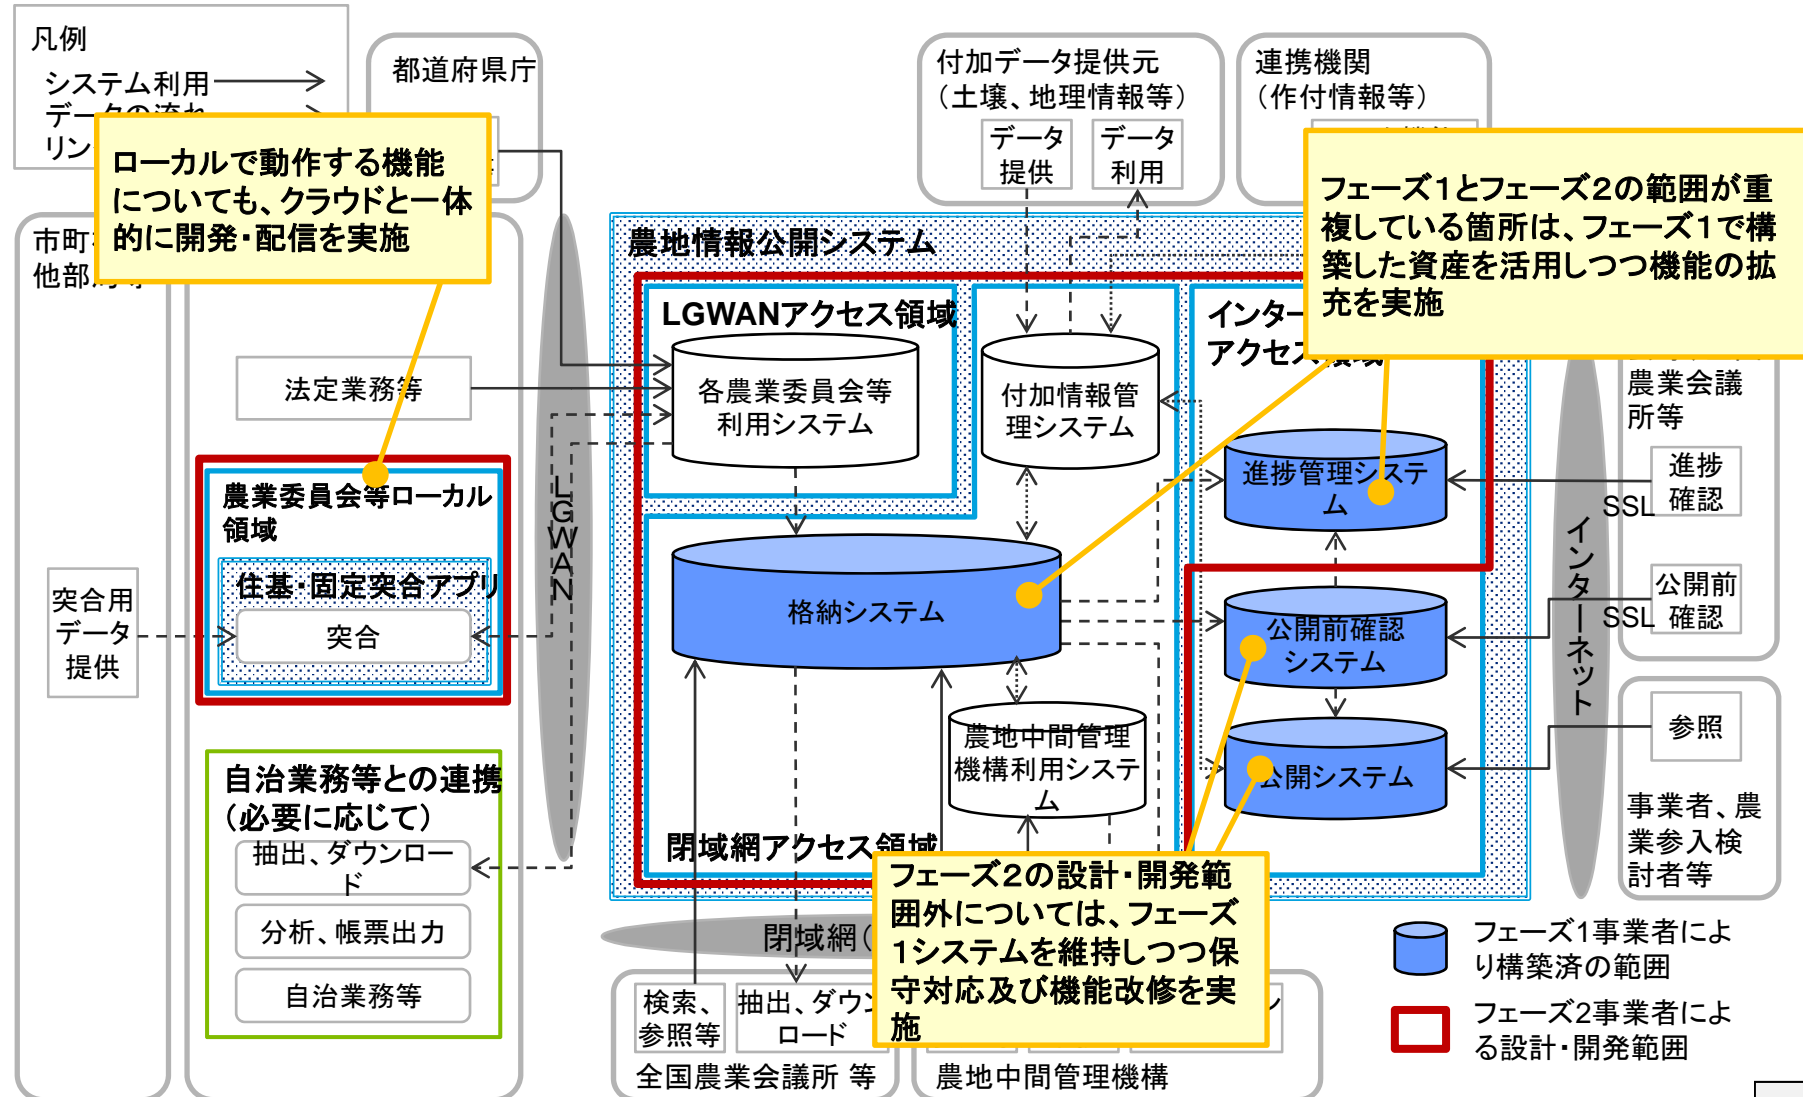 凡例
システム利用
リン
都道府県庁
ローカルで動作する機能
についても、クラウドと一体
的に開発・配信を実施
市町
他部
付加データ提供元
（土壌、地理情報等）
データ
提供
データ
利用
連携機関
（作付情報等）
フェーズ１とフェーズ２の範囲が重
複している箇所は、フェーズ１で構
築した資産を活用しつつ機能の拡
充を実施
農地情報公開システム
LGWANアクセス領域
各農業委員会等
利用システム
付加情報管
理システム
インター
アクセス領域
進捗管理システ
ム
格納システム
公開前確認
システム
農地中間管理
機構利用システ
ム
公開システム
閉域網アクセス領域
フェーズ２の設計・開発範
囲外については、フェーズ
１システムを維持しつつ保
守対応及び機能改修を実
施
法定業務等
農業委員会等ローカル
領域
住基・固定突合アプリ
突合
突合用
データ
提供
自治業務等との連携
（必要に応じて）
抽出、ダウンロー
ド
分析、帳票出力
自治業務等
LGWAN
インターネット
農業会議
所等
進捗
確認
SSL
公開前
確認
SSL
参照
事業者、農
業参入検
討者等
閉域網（
検索、
参照等
抽出、ダウン
ロード
ン
全国農業会議所 等
農地中間管理機構
フェーズ1事業者によ
り構築済の範囲
フェーズ2事業者によ
る設計・開発範囲